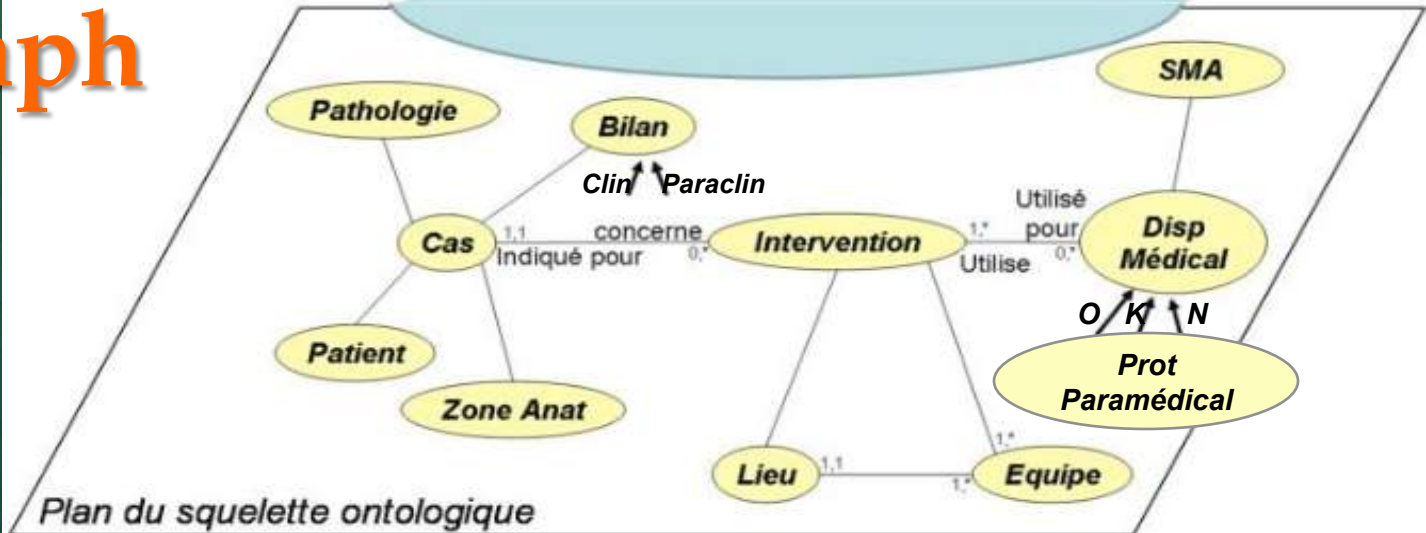 SMA
Pathologie
Bilan
Clin Paraclin
Utilisé
pour
Disp
Médical
Cas
1,1
concerne
Indiqué pour
0,*
Intervention
1,*
Utilise
0,*
O K N
Patient
Prot
Paramédical
Zone Anat
Lieu
1,1
1,*
1,*
Equipe
Plan du squelette ontologique